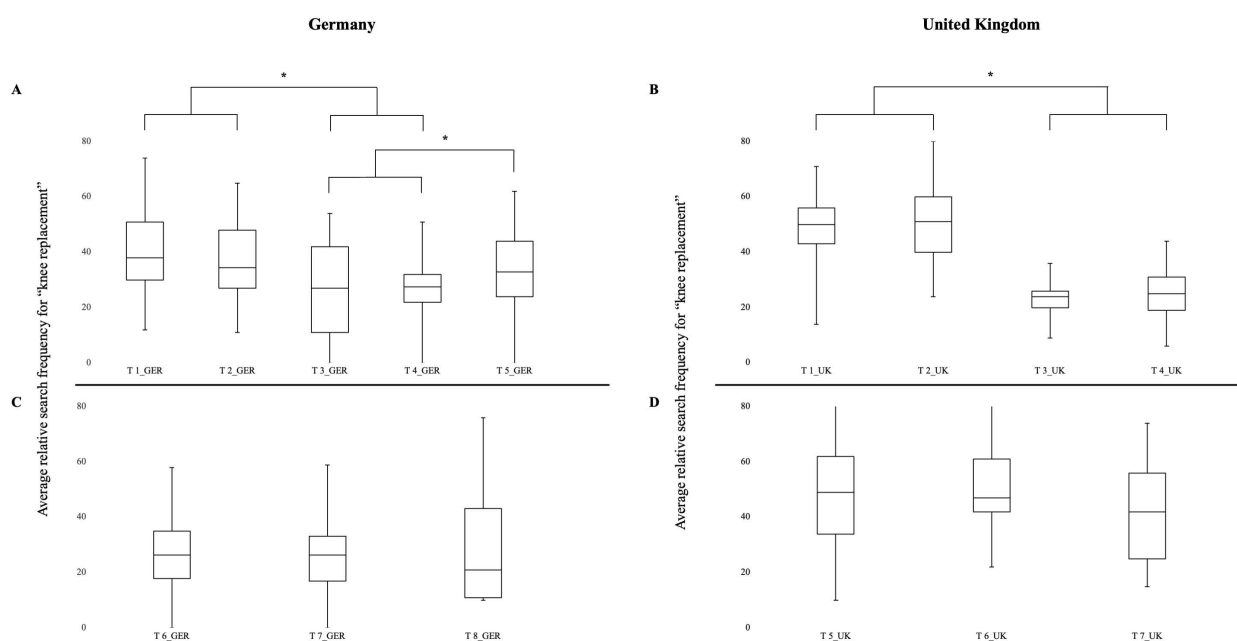 Germany
United Kingdom
A
*
*
80
60
40
20
0
T 1_GER
T 2_GER
T 3_GER
T 4_GER
T 5_GER
B
*
80
60
40
20
0
T 1_UK
T 2_UK
T 3_UK
T 4_UK
Average relative search frequency for “knee replacement”
Average relative search frequency for “knee replacement”
C
80
60
40
20
0
T 6_GER
T 7_GER
T 8_GER
D
80
60
40
20
0
T 5_UK
T 6_UK
T 7_UK